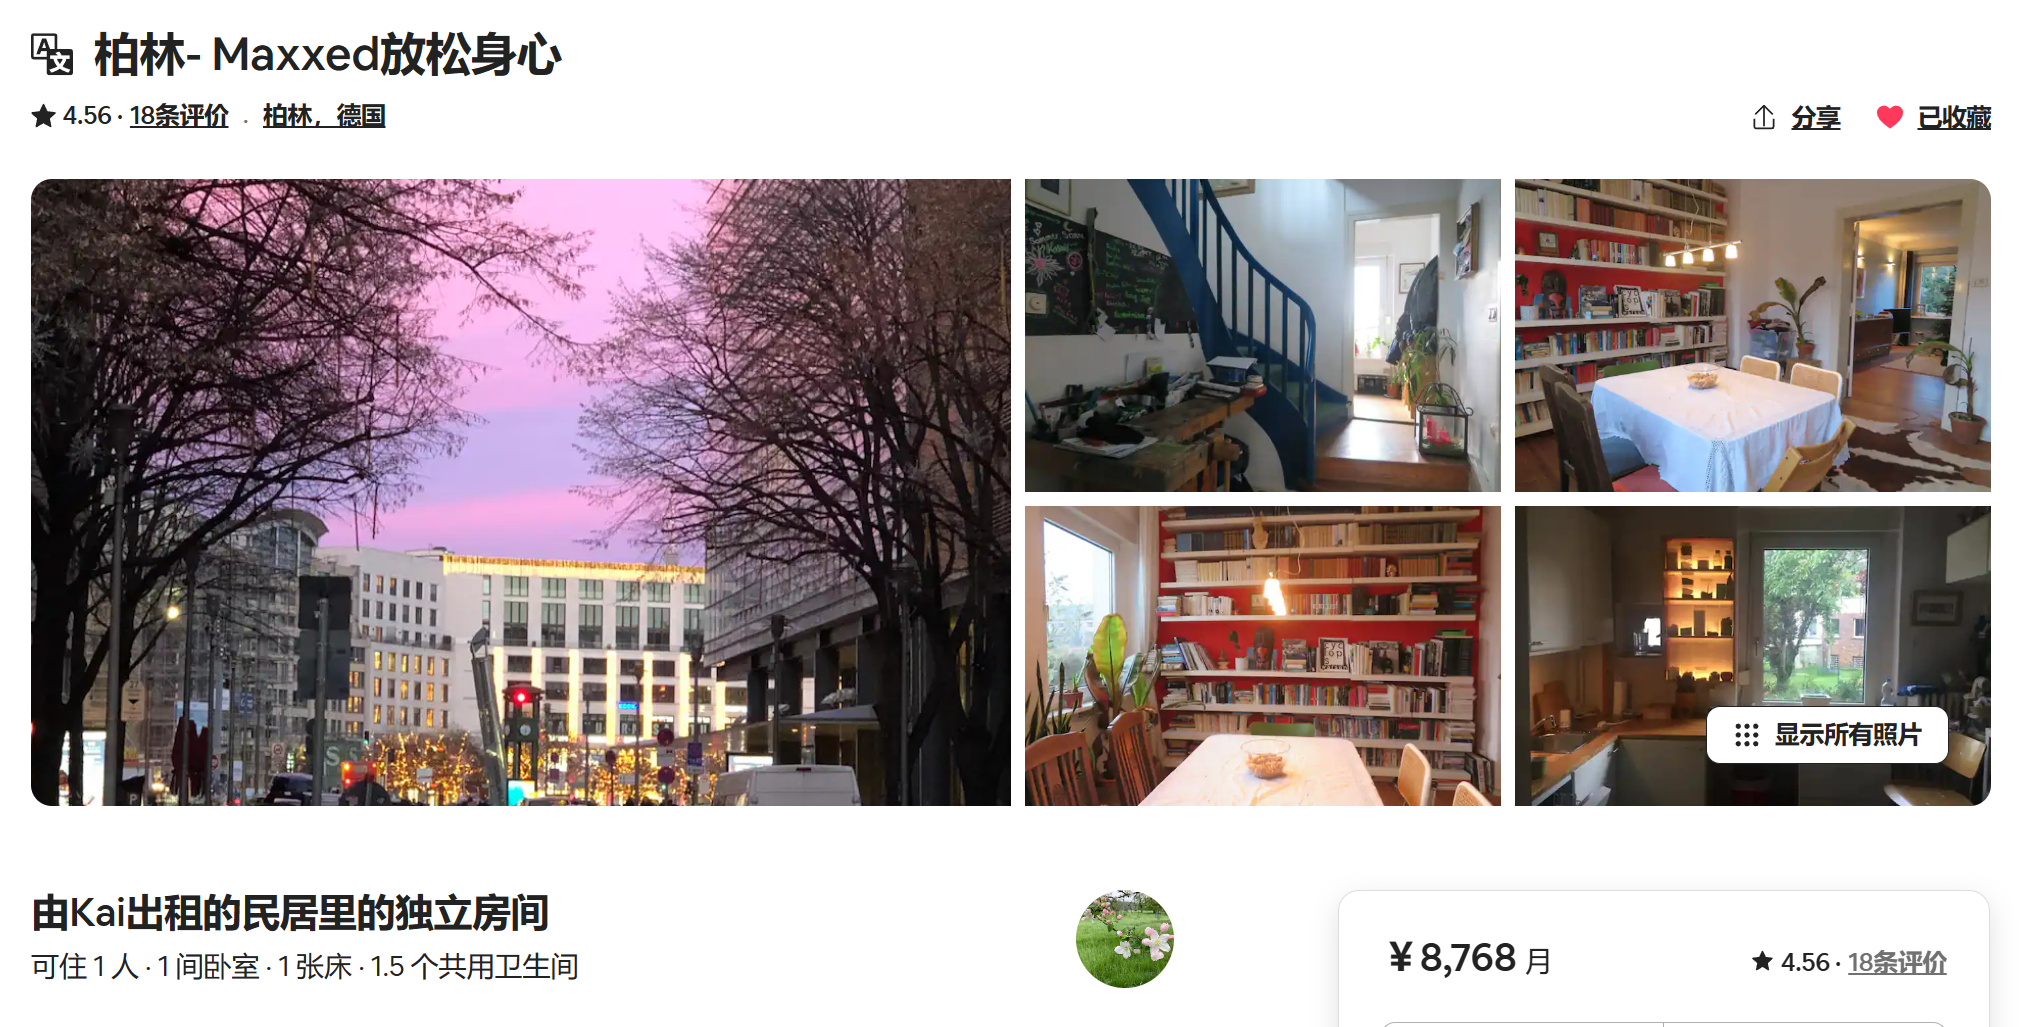 柏林- Maxxed放松身心
4.56 · 18条评价 · 柏林，德国
分享 已收藏
显示所有照片
由Kai出租的民居里的独立房间
可住 1 人 · 1 间卧室 · 1 张床 · 1.5 个共用卫生间
¥ 8,768 月
4.56 · 18条评价